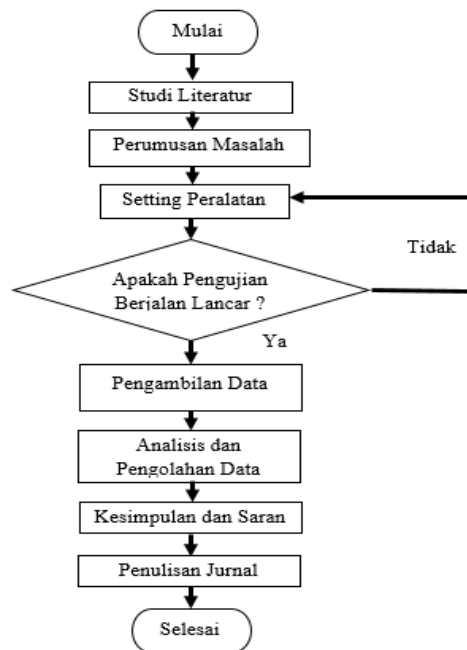 Mulai
Studi Literatur
Perumusan Masalah
Setting Peralatan
Tidak
Apakah Pengujian
Berjalan Lancar ?
Ya
Pengambilan Data
Analisis dan
Pengolahan Data
Kesimpulan dan Saran
Penulisan Jurnal
Selesai